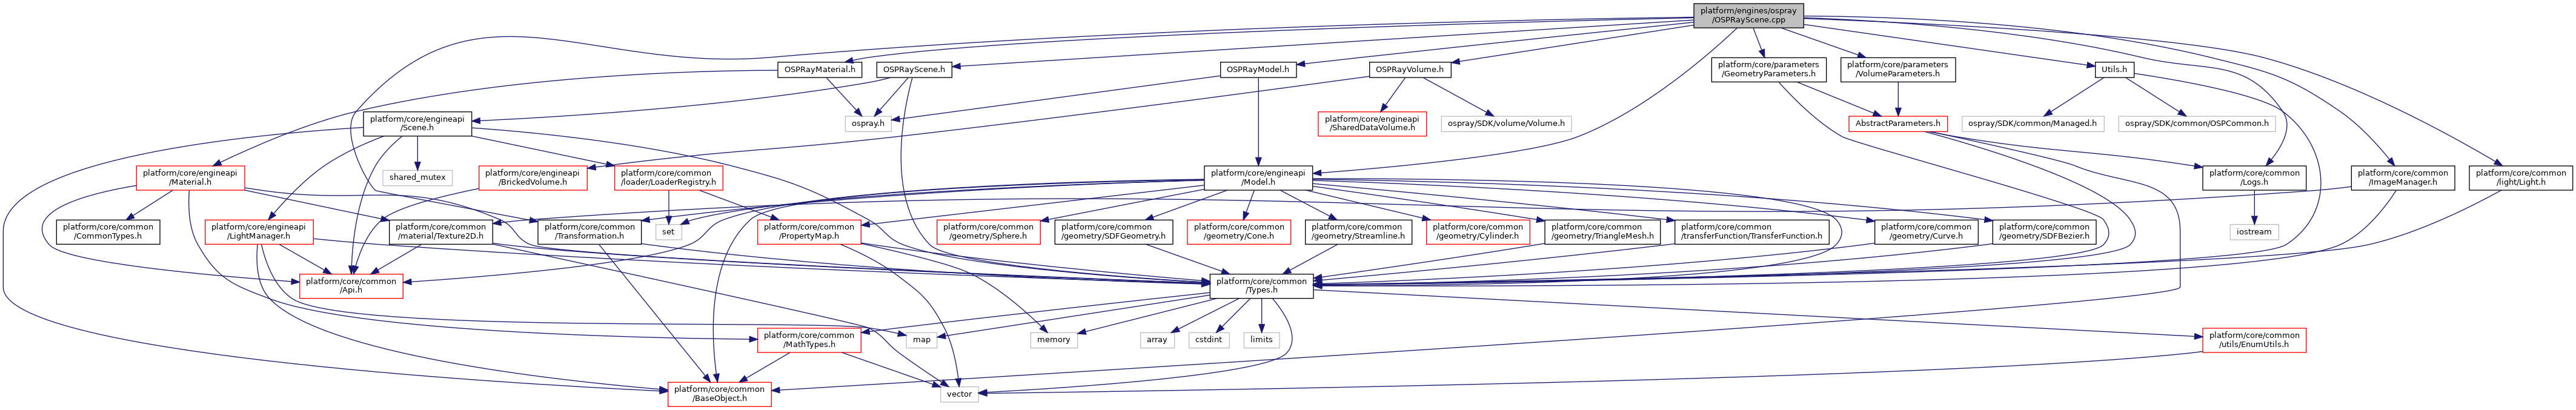 platform/engines/ospray
/OSPRayScene.cpp
OSPRayMaterial.h
OSPRayScene.h
OSPRayModel.h
OSPRayVolume.h
platform/core/parameters
/GeometryParameters.h
platform/core/parameters
/VolumeParameters.h
Utils.h
platform/core/engineapi
/Scene.h
ospray.h
platform/core/engineapi
/SharedDataVolume.h
ospray/SDK/volume/Volume.h
AbstractParameters.h
ospray/SDK/common/Managed.h
ospray/SDK/common/OSPCommon.h
platform/core/engineapi
/Material.h
shared_mutex
platform/core/engineapi
/BrickedVolume.h
platform/core/common
/loader/LoaderRegistry.h
platform/core/engineapi
/Model.h
platform/core/common
/Logs.h
platform/core/common
/ImageManager.h
platform/core/common
/light/Light.h
platform/core/common
/CommonTypes.h
platform/core/engineapi
/LightManager.h
platform/core/common
/material/Texture2D.h
platform/core/common
/Transformation.h
set
platform/core/common
/PropertyMap.h
platform/core/common
/geometry/Sphere.h
platform/core/common
/geometry/SDFGeometry.h
platform/core/common
/geometry/Cone.h
platform/core/common
/geometry/Streamline.h
platform/core/common
/geometry/Cylinder.h
platform/core/common
/geometry/TriangleMesh.h
platform/core/common
/transferFunction/TransferFunction.h
platform/core/common
/geometry/Curve.h
platform/core/common
/geometry/SDFBezier.h
iostream
platform/core/common
/Api.h
platform/core/common
/Types.h
platform/core/common
/MathTypes.h
map
memory
array
cstdint
limits
platform/core/common
/utils/EnumUtils.h
platform/core/common
/BaseObject.h
vector